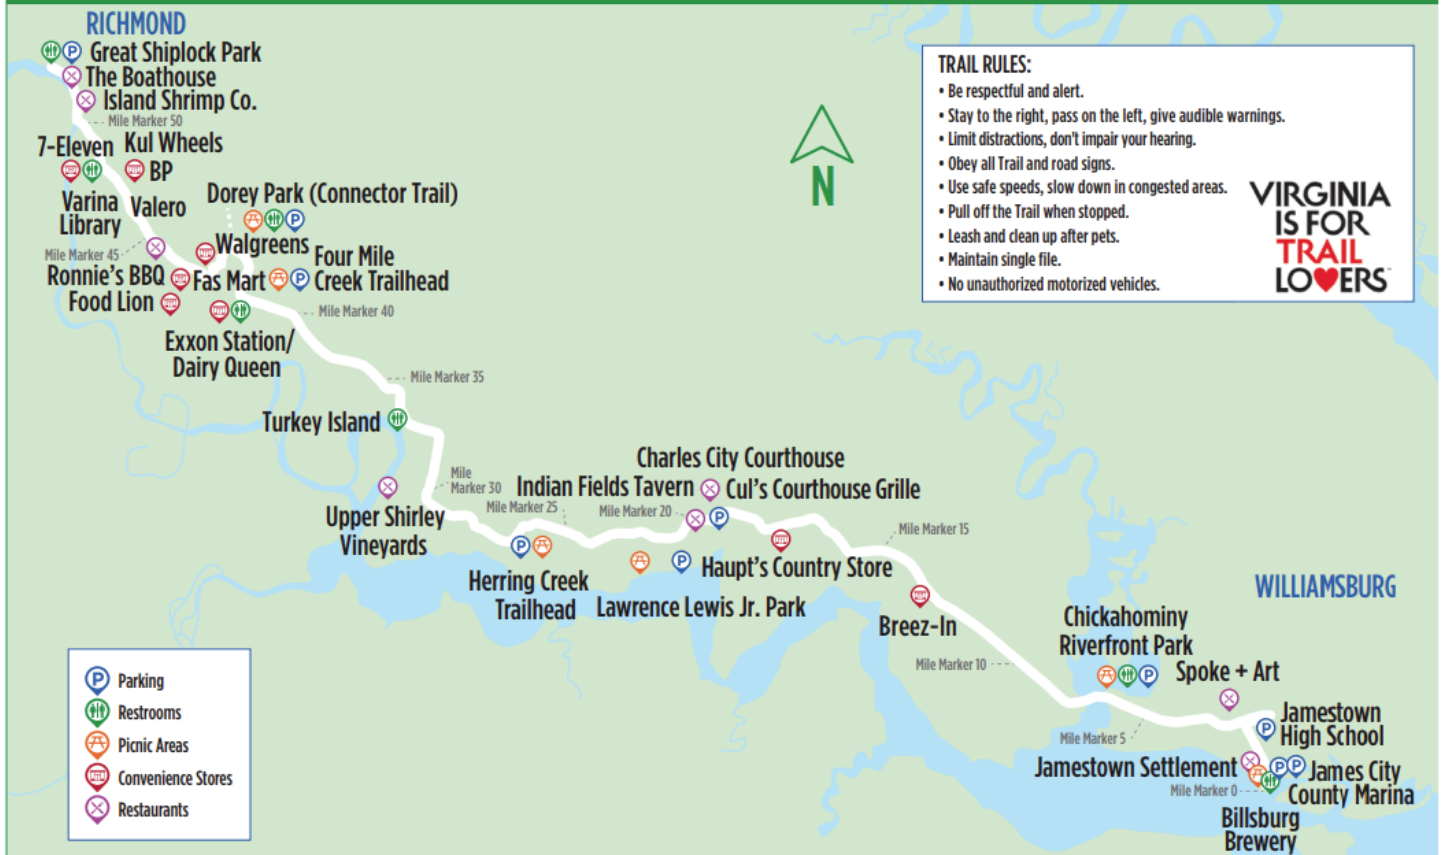 RICHMOND
Great Shiplock Park
The Boathouse
Island Shrimp Co.
Mile Marker 50
7-Eleven
Kul Wheels
BP
Varina
Library
Valero
Dorey Park (Connector Trail)
Mile Marker 45
Walgreens
Ronnie's BBQ
Fas Mart
Four Mile
Creek Trailhead
Food Lion
Mile Marker 40
Exxon Station/
Dairy Queen
Mile Marker 35
Turkey Island
Mile
Marker 30
Upper Shirley
Vineyards
Mile Marker 25
Indian Fields Tavern
Charles City Courthouse
Cul's Courthouse Grille
Mile Marker 20
Herring Creek
Trailhead
Lawrence Lewis Jr. Park
Haupt's Country Store
Mile Marker 15
Breez-In
Mile Marker 10
WILLIAMSBURG
Chickahominy
Riverfront Park
Spoke + Art
Mile Marker 5
Jamestown
High School
Jamestown Settlement
James City
County Marina
Mile Marker 0
Billsburg
Brewery
N
TRAIL RULES:
• Be respectful and alert.
• Stay to the right, pass on the left, give audible warnings.
• Limit distractions, don't impair your hearing.
• Obey all Trail and road signs.
• Use safe speeds, slow down in congested areas.
• Pull off the Trail when stopped.
• Leash and clean up after pets.
• Maintain single file.
• No unauthorized motorized vehicles.
VIRGINIA
IS FOR
TRAIL
LO♥ERS™
P Parking
Restrooms
Picnic Areas
Convenience Stores
Restaurants